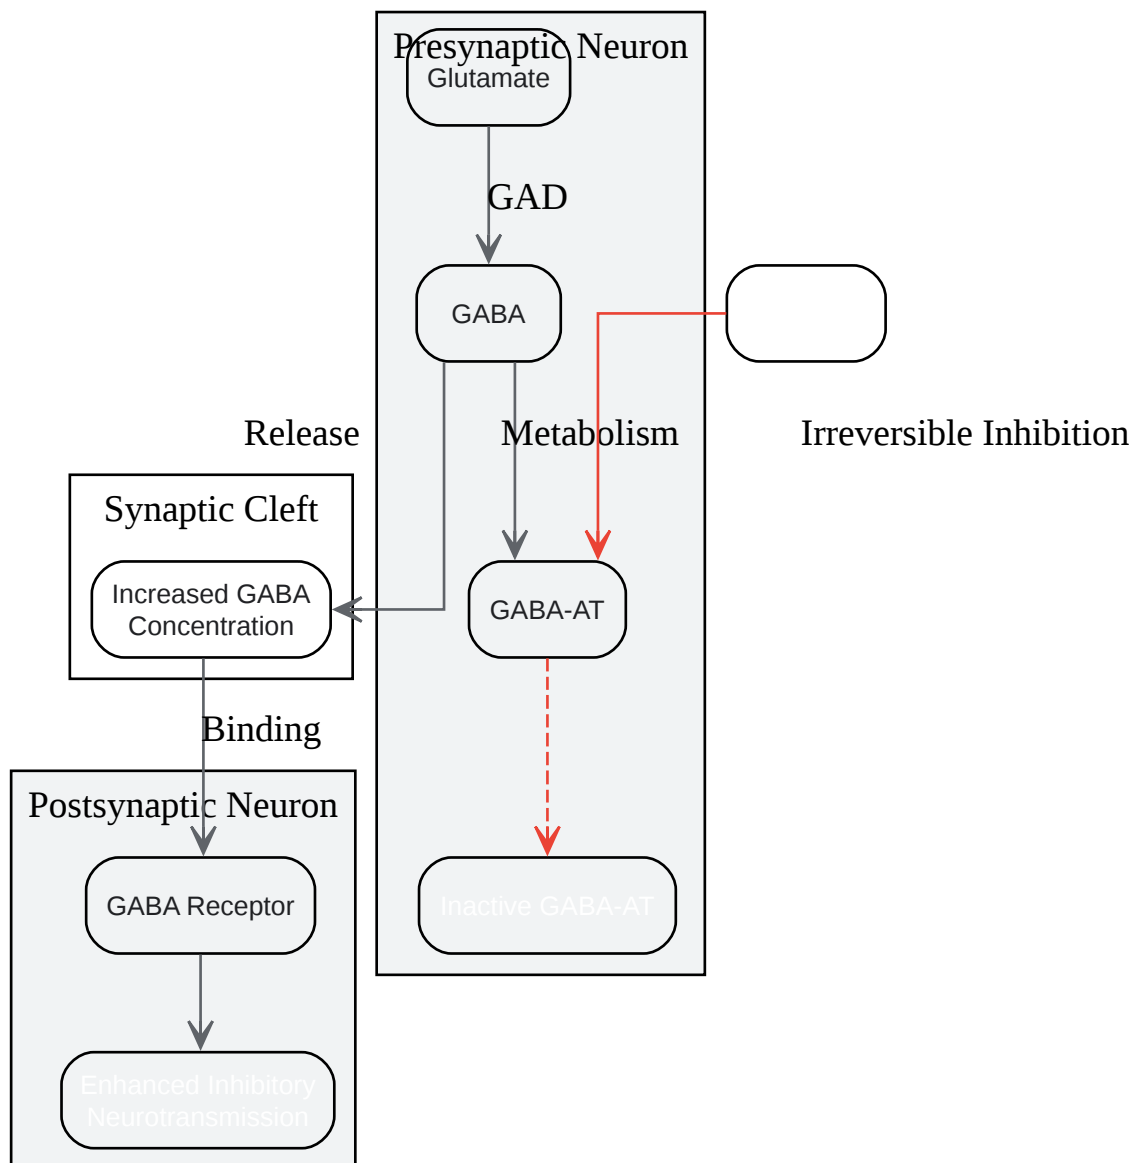 Presynaptic Neuron
Glutamate
GAD
GABA
Release
Metabolism
Irreversible Inhibition
Synaptic Cleft
Increased GABA
Concentration
GABA-AT
Binding
Postsynaptic Neuron
GABA Receptor
Inactive GABA-AT
Enhanced Inhibitory
Neurotransmission